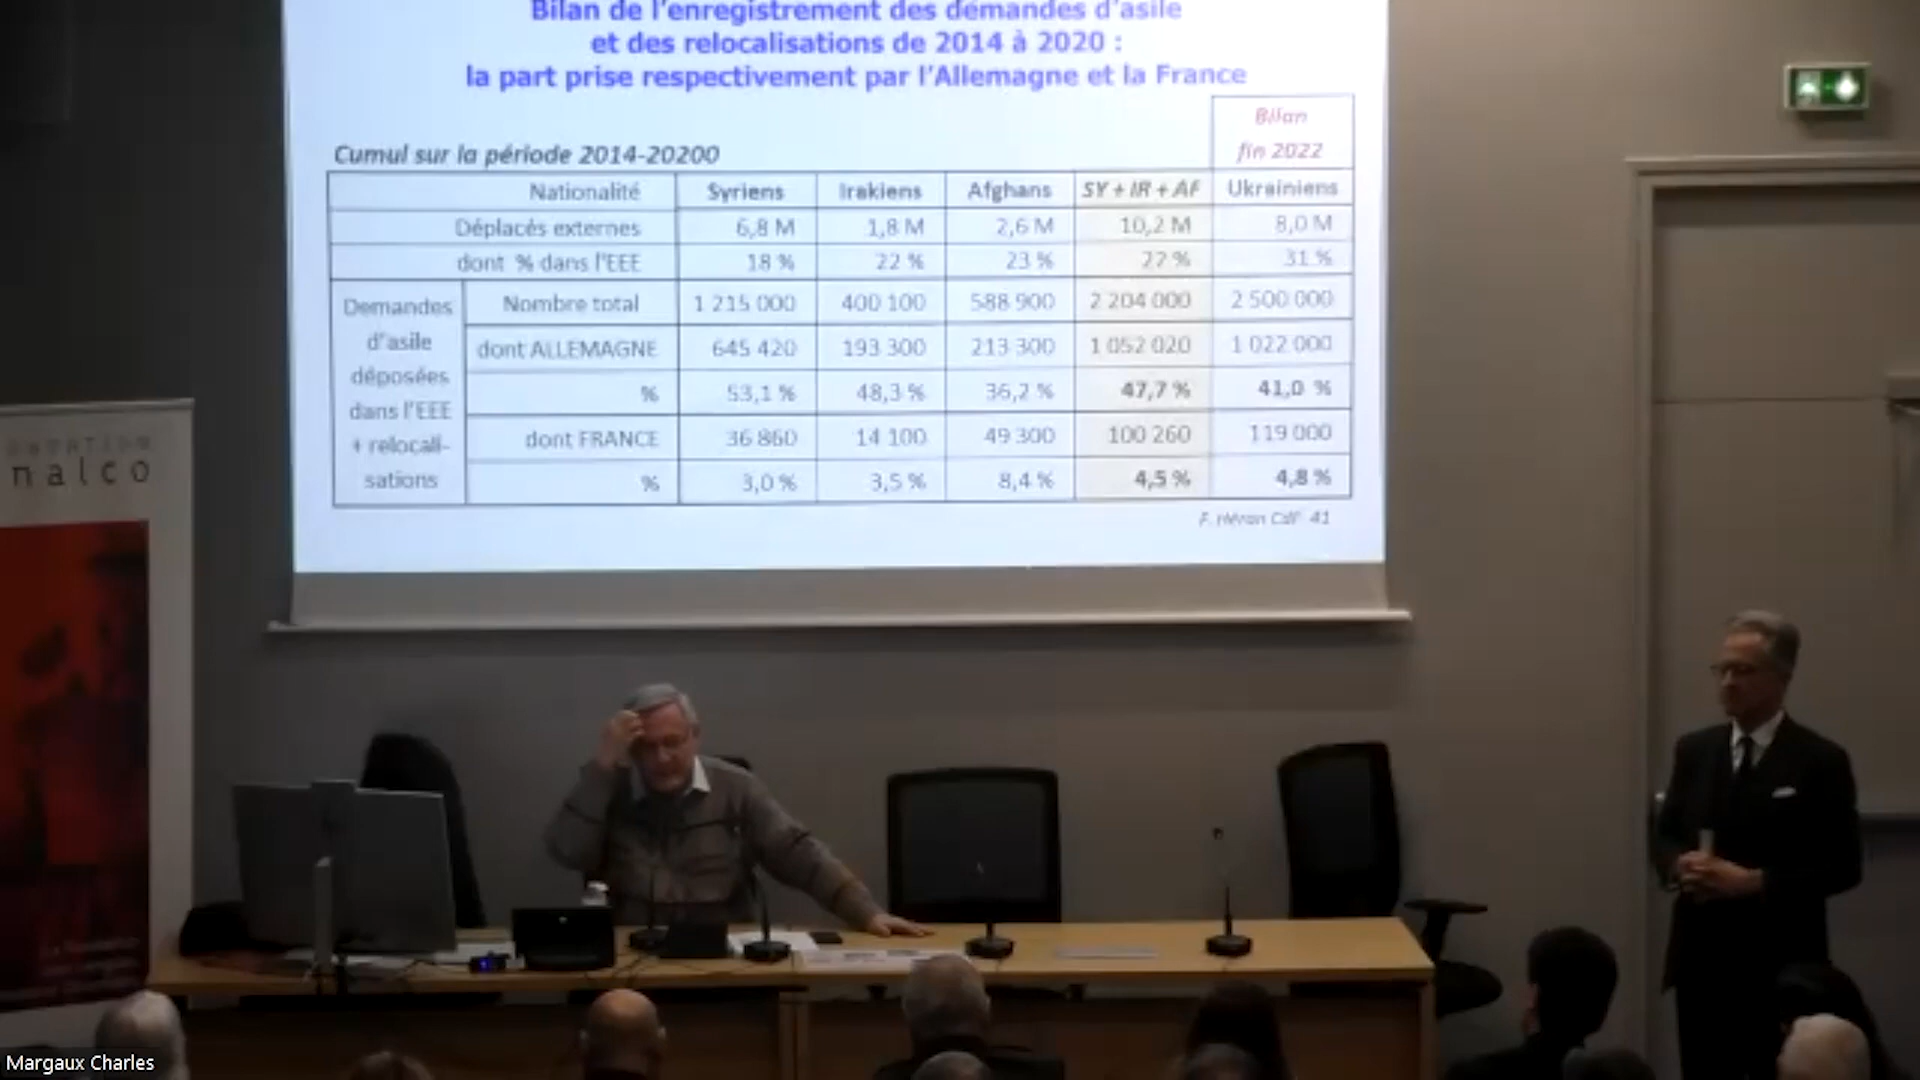 Bilan de l'enregistrement des demandes d'asile
et des relocalisations de 2014 à 2020 :
la part prise respectivement par l'Allemagne et la France
Bilan
fin 2022
Cumul sur la période 2014-20200
Nationalité Syriens Irakiens Afghans SY + IR + AF Ukrainiens
Déplacés externes 6,8 M 1,8 M 2,6 M 10,2 M 8,0 M
dont % dans l'EEE 18 % 22 % 23 % 22 % 31 %
Demandes
d'asile
déposées
dans l'EEE
+ relocali-
sations
Nombre total 1 215 000 400 100 588 900 2 204 000 2 500 000
dont ALLEMAGNE 645 420 193 300 213 300 1 052 020 1 022 000
% 53,1 % 48,3 % 36,2 % 47,7 % 41,0 %
dont FRANCE 36 860 14 100 49 300 100 260 119 000
% 3,0 % 3,5 % 8,4 % 4,5 % 4,8 %
F. Héran CdF 41
nalco
Margaux Charles